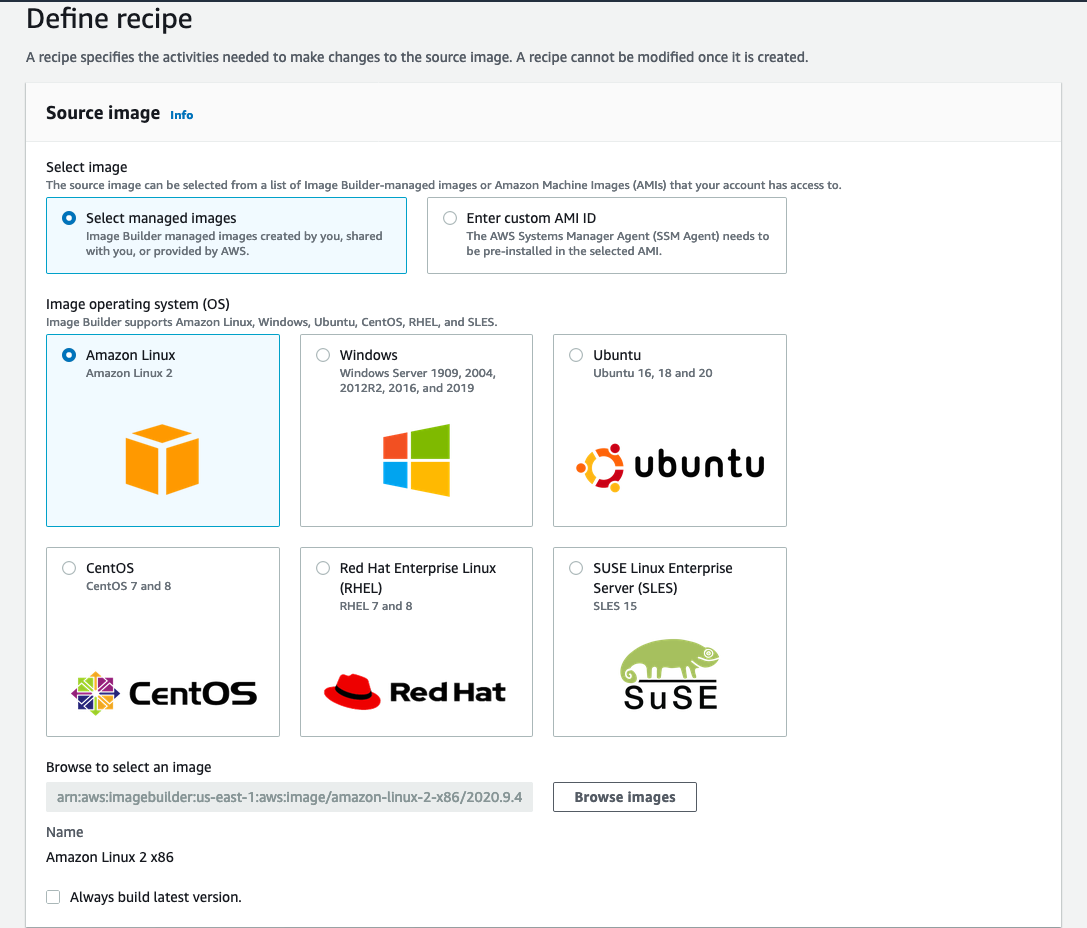 Define recipe
A recipe specifies the activities needed to make changes to the source image. A recipe cannot be modified once it is created.
Source image Info
Select image
The source image can be selected from a list of Image Builder-managed images or Amazon Machine Images (AMIs) that your account has access to.
Select managed images
Image Builder managed images created by you, shared
with you, or provided by AWS.
Enter custom AMI ID
The AWS Systems Manager Agent (SSM Agent) needs to
be pre-installed in the selected AMI.
Image operating system (OS)
Image Builder supports Amazon Linux, Windows, Ubuntu, CentOS, RHEL, and SLES.
Amazon Linux
Amazon Linux 2
Windows
Windows Server 1909, 2004,
2012R2, 2016, and 2019
Ubuntu
Ubuntu 16, 18 and 20
ubuntu
CentOS
CentOS 7 and 8
CentOS
Red Hat Enterprise Linux
(RHEL)
RHEL 7 and 8
Red Hat
SUSE Linux Enterprise
Server (SLES)
SLES 15
SuSE
Browse to select an image
arn:aws:imagebuilder:us-east-1:aws:image/amazon-linux-2-x86/2020.9.4
Browse images
Name
Amazon Linux 2 x86
Always build latest version.